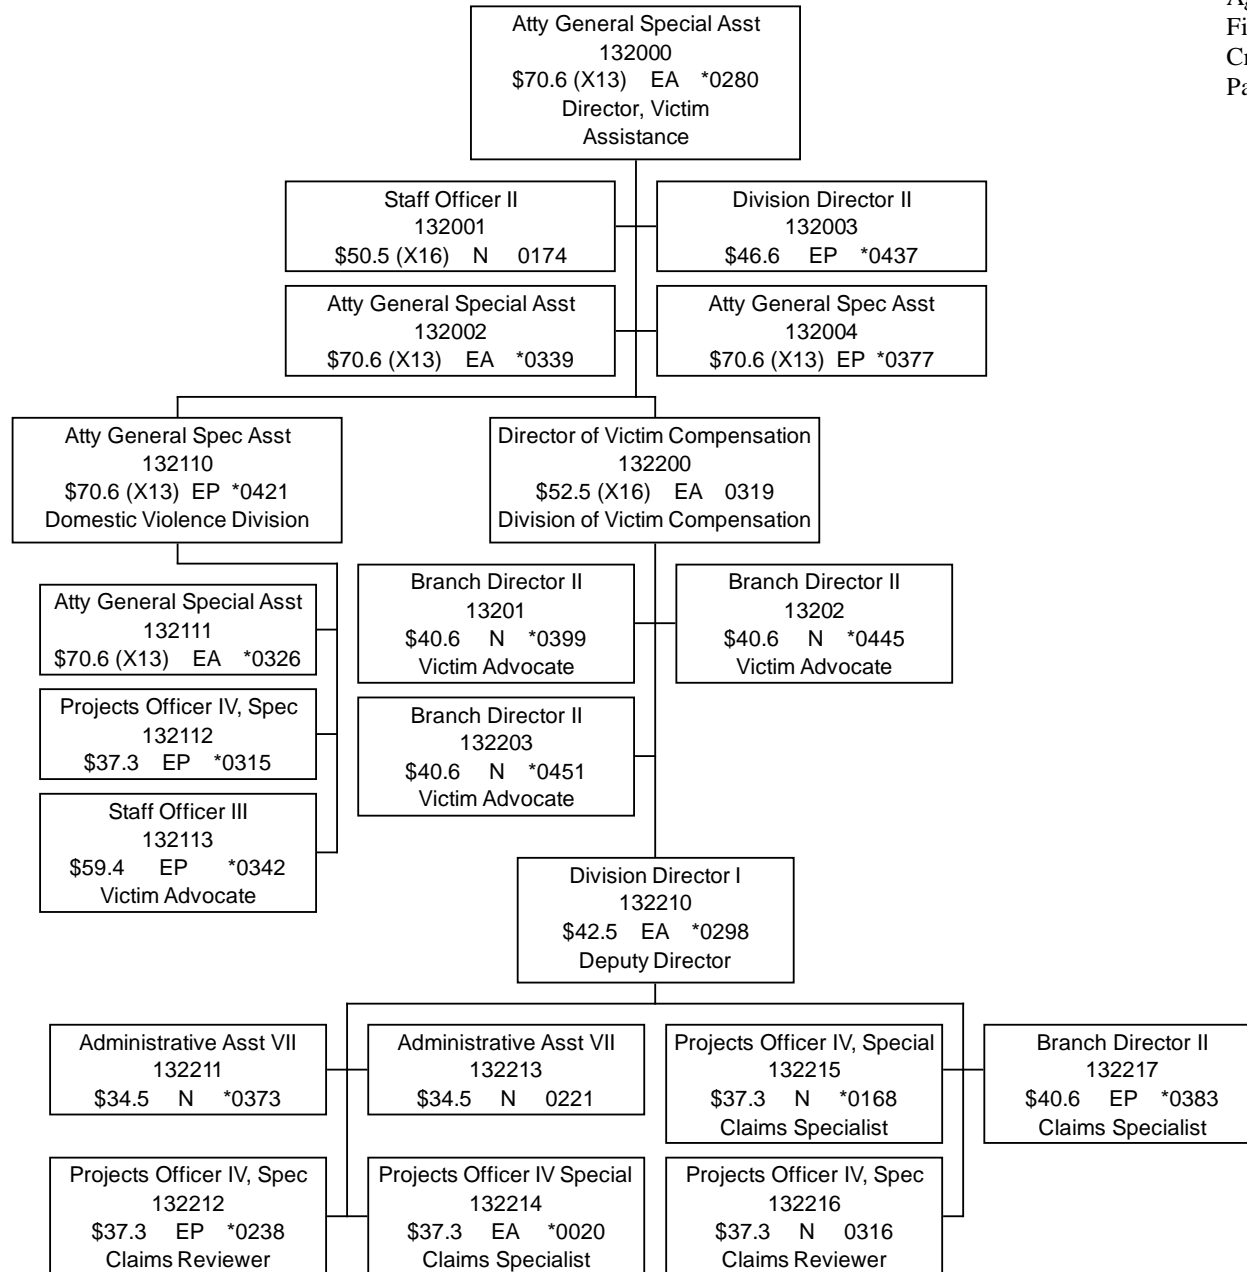 Atty General Special Asst
132000
$70.6 (X13) EA *0280
Director, Victim
Assistance
Staff Officer II
132001
$50.5 (X16) N 0174
Division Director II
132003
$46.6 EP *0437
Atty General Special Asst
132002
$70.6 (X13) EA *0339
Atty General Spec Asst
132004
$70.6 (X13) EP *0377
Atty General Spec Asst
132110
$70.6 (X13) EP *0421
Domestic Violence Division
Director of Victim Compensation
132200
$52.5 (X16) EA 0319
Division of Victim Compensation
Atty General Special Asst
132111
$70.6 (X13) EA *0326
Projects Officer IV, Spec
132112
$37.3 EP *0315
Staff Officer III
132113
$59.4 EP *0342
Victim Advocate
Branch Director II
13201
$40.6 N *0399
Victim Advocate
Branch Director II
13202
$40.6 N *0445
Victim Advocate
Branch Director II
132203
$40.6 N *0451
Victim Advocate
Division Director I
132210
$42.5 EA *0298
Deputy Director
Administrative Asst VII
132211
$34.5 N *0373
Administrative Asst VII
132213
$34.5 N 0221
Projects Officer IV, Special
132215
$37.3 N *0168
Claims Specialist
Branch Director II
132217
$40.6 EP *0383
Claims Specialist
Projects Officer IV, Spec
132212
$37.3 EP *0238
Claims Reviewer
Projects Officer IV Special
132214
$37.3 EA *0020
Claims Specialist
Projects Officer IV, Spec
132216
$37.3 N 0316
Claims Reviewer